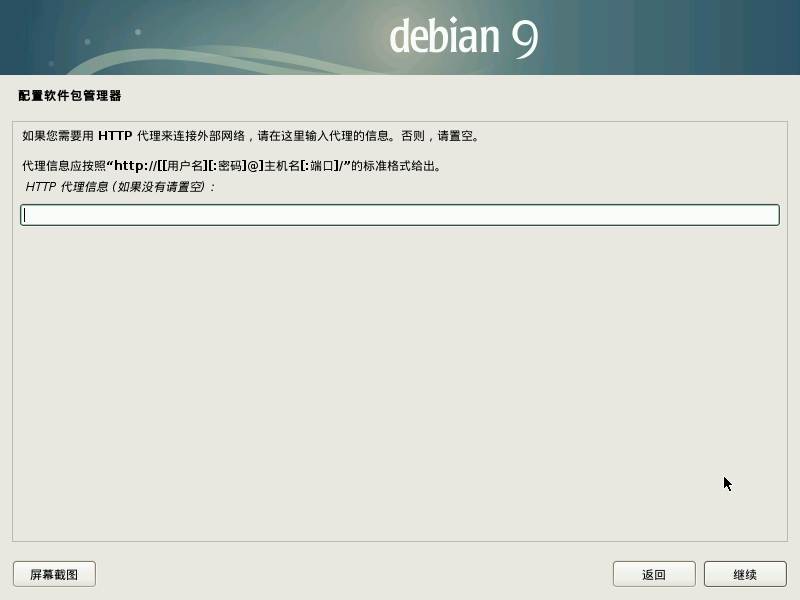 debian 9
配置软件包管理器
如果您需要用 HTTP 代理来连接外部网络，请在这里输入代理的信息。否则，请置空。
代理信息应按照“http://[[用户名][:密码]@]主机名[:端口]/”的标准格式给出。
HTTP 代理信息（如果没有请置空）：
屏幕截图
返回
继续